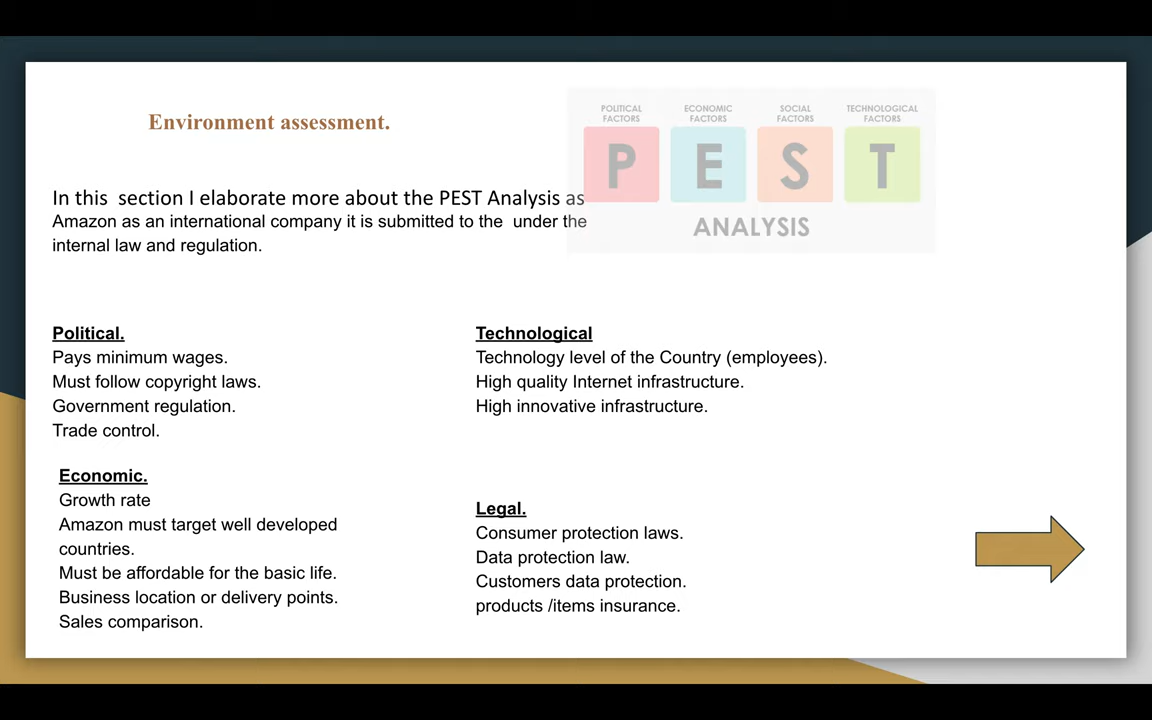 Environment assessment.
POLITICAL FACTORS
ECONOMIC FACTORS
SOCIAL FACTORS
TECHNOLOGICAL FACTORS
P E S T
ANALYSIS
In this section I elaborate more about the PEST Analysis as
Amazon as an international company it is submitted to the under the
internal law and regulation.
Political.
Pays minimum wages.
Must follow copyright laws.
Government regulation.
Trade control.
Economic.
Growth rate
Amazon must target well developed
countries.
Must be affordable for the basic life.
Business location or delivery points.
Sales comparison.
Technological
Technology level of the Country (employees).
High quality Internet infrastructure.
High innovative infrastructure.
Legal.
Consumer protection laws.
Data protection law.
Customers data protection.
products /items insurance.